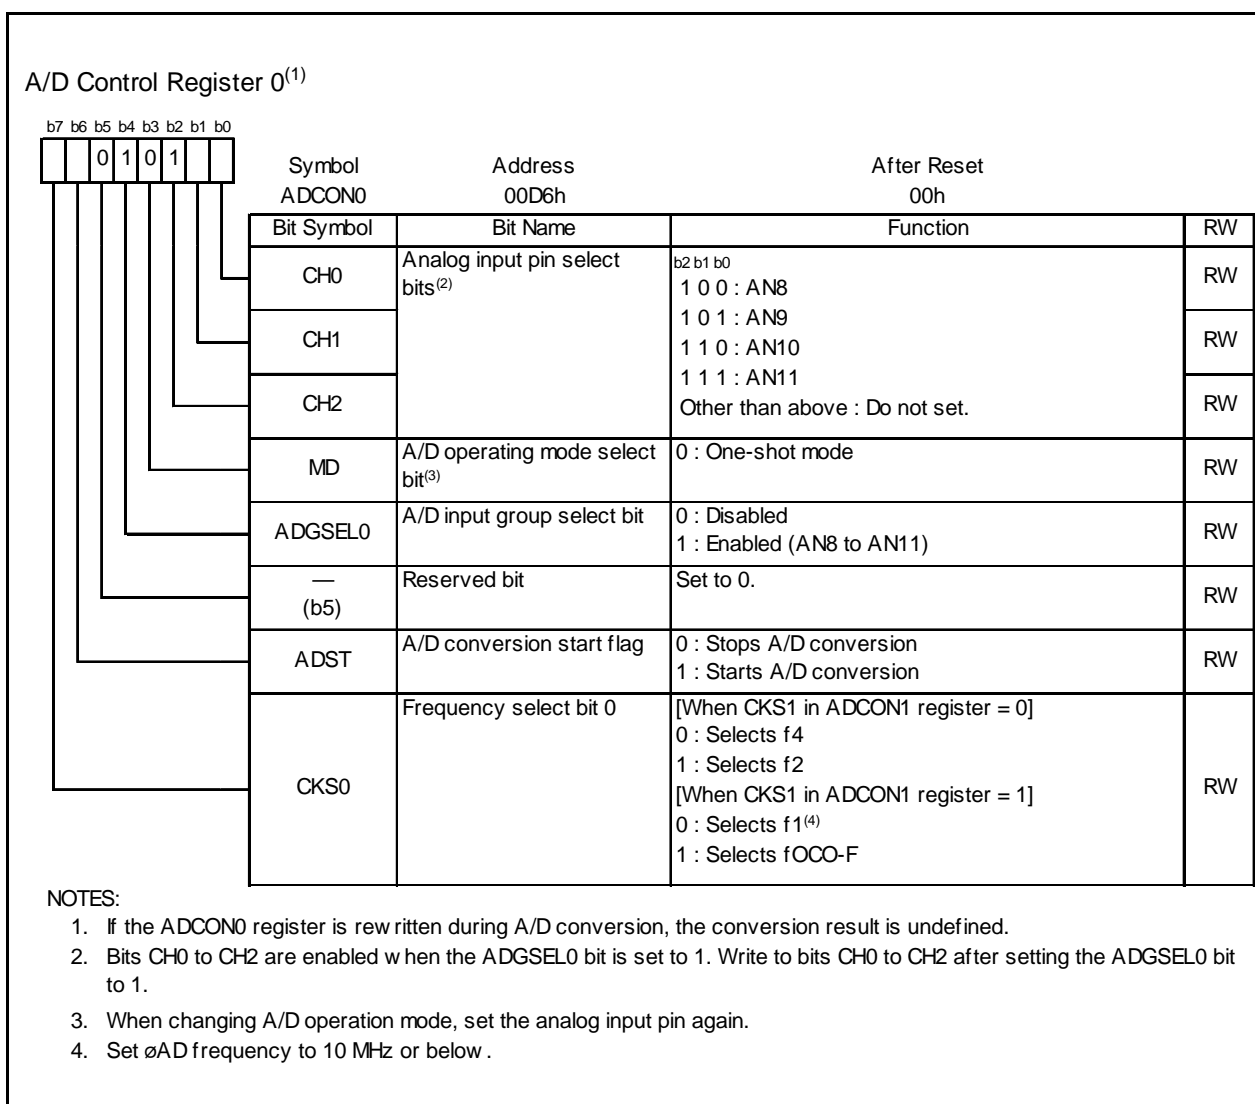 A/D Control Register 0(1)
b7 b6 b5 b4 b3 b2 b1 b0
0 1 0 1
Symbol Address After Reset
ADCON0 00D6h 00h
Bit Symbol Bit Name Function RW
CH0 Analog input pin select bits(2) b2 b1 b0 RW
1 0 0 : AN8
1 0 1 : AN9
CH1 RW
1 1 0 : AN10
1 1 1 : AN11
CH2 Other than above : Do not set. RW
MD A/D operating mode select bit(3) 0 : One-shot mode RW
ADGSEL0 A/D input group select bit 0 : Disabled RW
1 : Enabled (AN8 to AN11)
— Reserved bit Set to 0. RW
(b5)
ADST A/D conversion start flag 0 : Stops A/D conversion RW
1 : Starts A/D conversion
CKS0 Frequency select bit 0 [When CKS1 in ADCON1 register = 0] RW
0 : Selects f4
1 : Selects f2
[When CKS1 in ADCON1 register = 1]
0 : Selects f1(4)
1 : Selects fOCO-F
NOTES:
1. If the ADCON0 register is rewritten during A/D conversion, the conversion result is undefined.
2. Bits CH0 to CH2 are enabled when the ADGSEL0 bit is set to 1. Write to bits CH0 to CH2 after setting the ADGSEL0 bit
to 1.
3. When changing A/D operation mode, set the analog input pin again.
4. Set øAD frequency to 10 MHz or below.